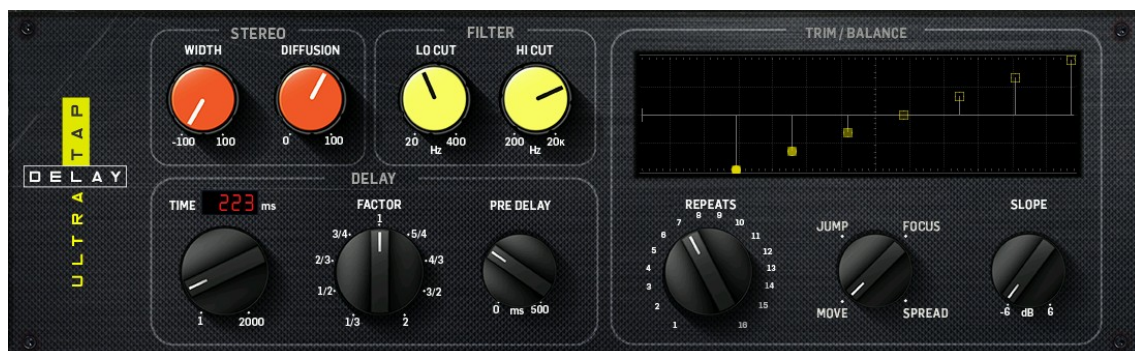 ULTRATAP
DELAY
STEREO
WIDTH
DIFFUSION
-100 100
0 100
FILTER
LO CUT
HI CUT
20 400
Hz
200 20K
Hz
DELAY
TIME 223 ms
1 2000
FACTOR
1/3 1/2 2/3 3/4 1 5/4 4/3 3/2 2
PRE DELAY
0 ms 500
TRIM/BALANCE
REPEATS
1 2 3 4 5 6 7 8 9 10 11 12 13 14 15 16
JUMP FOCUS
MOVE SPREAD
SLOPE
-6 dB 6